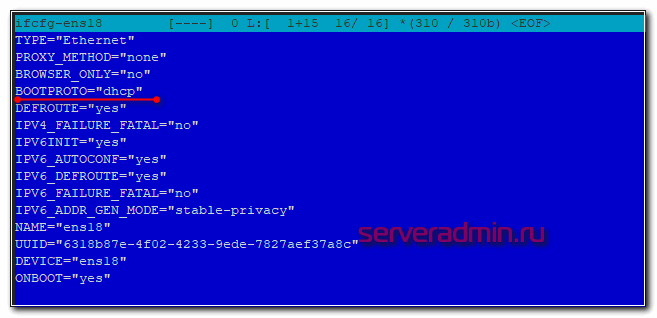 ifcfg-ens18 [----] 0 L:[ 1+15 16/ 16] *(310 / 310b) <EOF>
TYPE="Ethernet"
PROXY_METHOD="none"
BROWSER_ONLY="no"
BOOTPROTO="dhcp"
DEFROUTE="yes"
IPV4_FAILURE_FATAL="no"
IPV6INIT="yes"
IPV6_AUTOCONF="yes"
IPV6_DEFROUTE="yes"
IPV6_FAILURE_FATAL="no"
IPV6_ADDR_GEN_MODE="stable-privacy"
NAME="ens18"
serveradmin.ru
UUID="6318b87e-4f02-4233-9ede-7827aef37a8c"
DEVICE="ens18"
ONBOOT="yes"